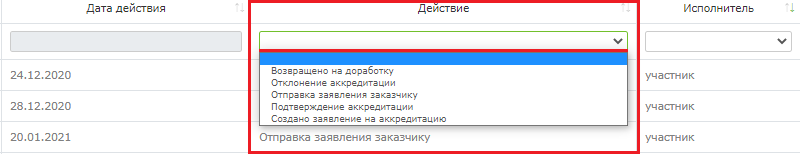 Дата действия Действие Исполнитель
Возвращено на доработку
24.12.2020 участник
Отклонение аккредитации
Отправка заявления заказчику
28.12.2020 Подтверждение аккредитации участник
Создано заявление на аккредитацию
20.01.2021 Отправка заявления заказчику участник